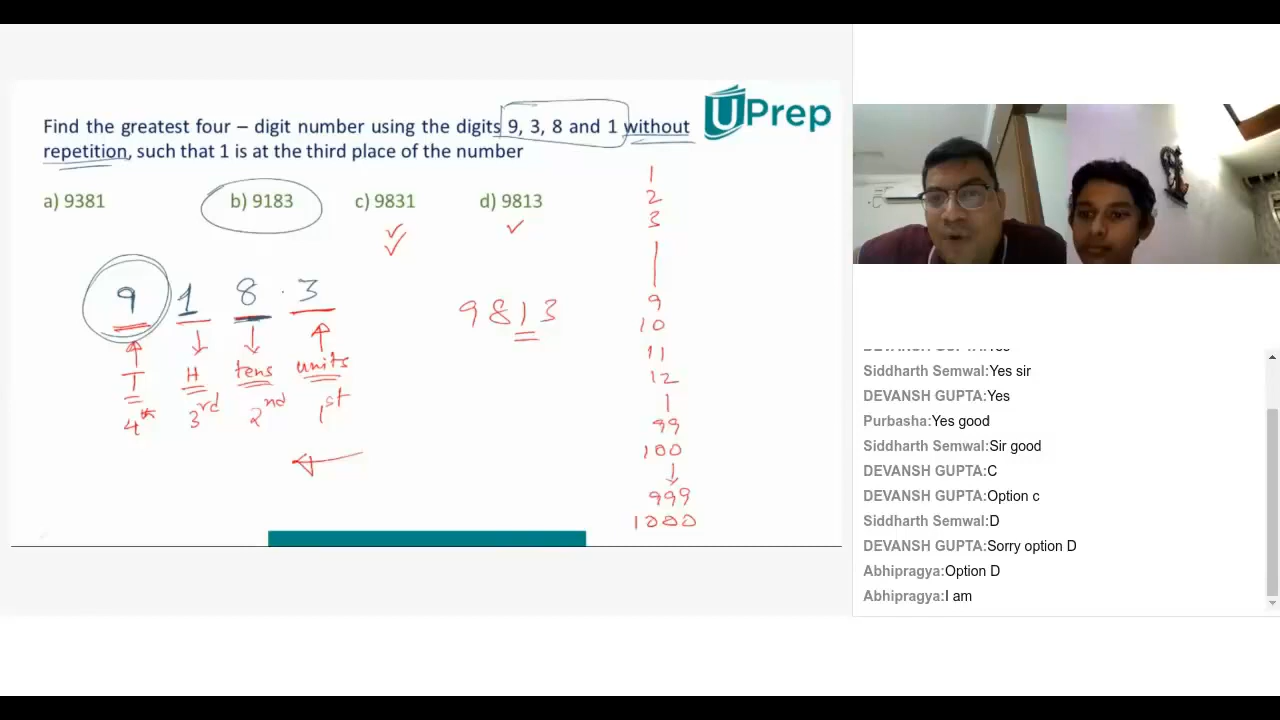 UPrep
Find the greatest four – digit number using the digits 9, 3, 8 and 1 without
repetition, such that 1 is at the third place of the number
a) 9381 b) 9183 c) 9831 d) 9813
9 1 8 . 3
T H tens units
4th 3rd 2nd 1st
9813
1
2
3
9
10
11
12
99
100
999
1000
Siddharth Semwal:Yes sir
DEVANSH GUPTA:Yes
Purbasha:Yes good
Siddharth Semwal:Sir good
DEVANSH GUPTA:C
DEVANSH GUPTA:Option c
Siddharth Semwal:D
DEVANSH GUPTA:Sorry option D
Abhipragya:Option D
Abhipragya:I am